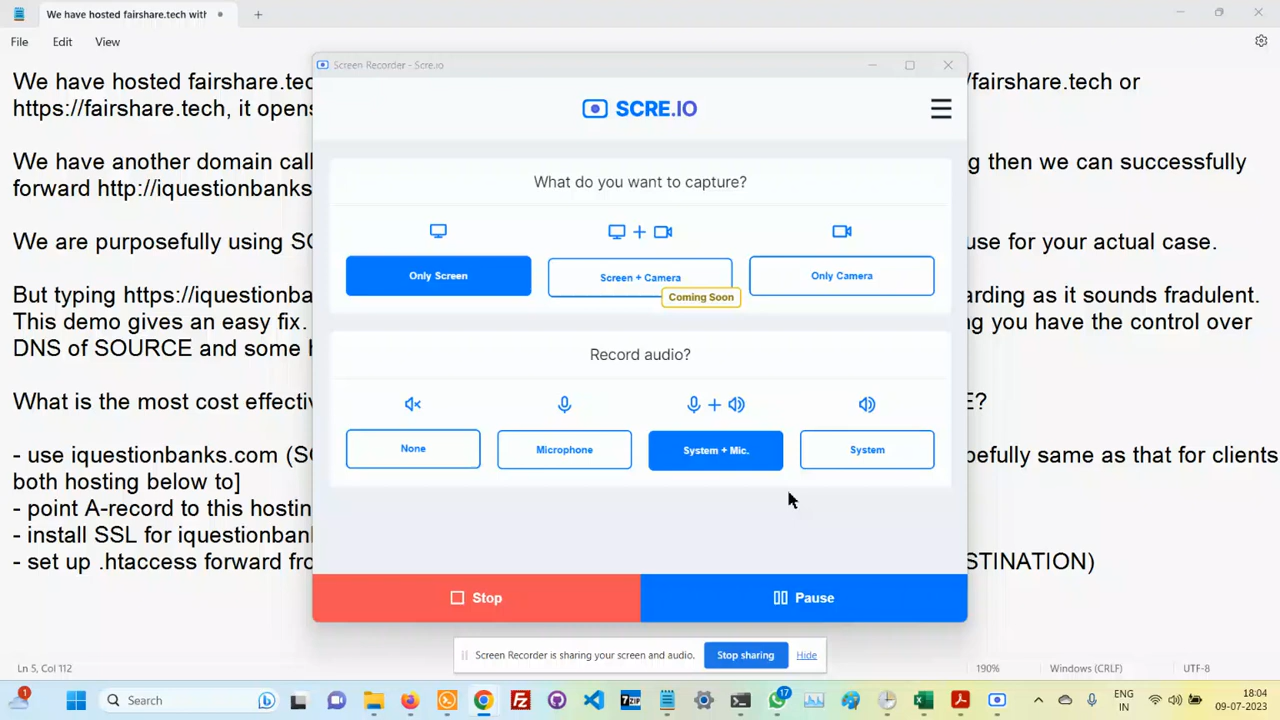 We have hosted fairshare.tech with
File
Edit
View
We have hosted fairshare.tec
/fairshare.tech or
https://fairshare.tech, it opens
We have another domain call
g then we can successfully
forward http://iquestionbanks
We are purposefully using SO
use for your actual case.
But typing https://iquestionba
arding as it sounds fradulent.
This demo gives an easy fix.
g you have the control over
DNS of SOURCE and some h
What is the most cost effectiv
E?
- use iquestionbanks.com (SO
pefully same as that for clients
both hosting below to]
- point A-record to this hostin
- install SSL for iquestionban
- set up .htaccess forward fro
STINATION)
Screen Recorder - Scre.io
SCRE.IO
What do you want to capture?
Only Screen
Screen + Camera
Only Camera
Coming Soon
Record audio?
None
Microphone
System + Mic.
System
Stop
Pause
Screen Recorder is sharing your screen and audio.
Stop sharing
Hide
Ln 5, Col 112
190%
Windows (CRLF)
UTF-8
1
Search
7ZIP
17
ENG
IN
18:04
09-07-2023